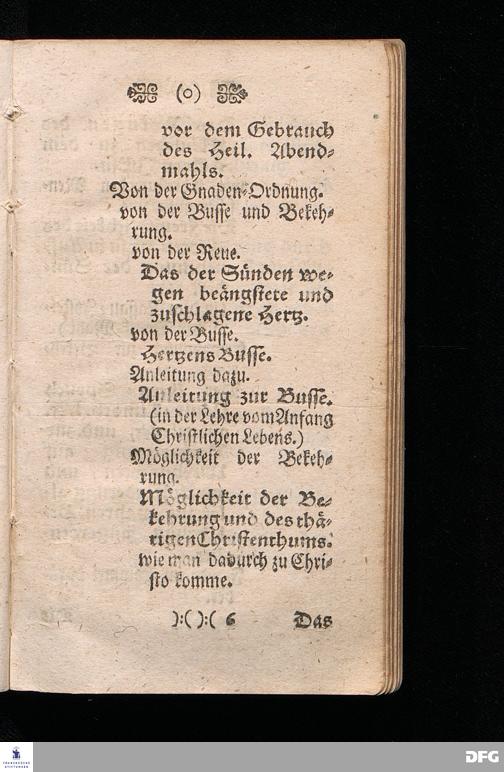 (o)
vor dem Gebrauch
des Heil. Abend-
mahls.
Von der Gnaden-Ordnung.
von der Busse und Bekeh-
rung.
von der Reue.
Das der Sünden we-
gen beängstete und
zuschlagene Hertz.
von der Busse.
Hertzens Busse.
Anleitung dazu.
Anleitung zur Busse.
(in der Lehre vom Anfang
Christlichen Lebens.)
Möglichkeit der Bekeh-
rung.
Möglichkeit der Be-
kehrung und des thä-
tigen Christenthums.
wie man dadurch zu Chri-
sto komme.
):( ):( 6 Das
FRANCKESCHE
STIFTUNGEN
DFG